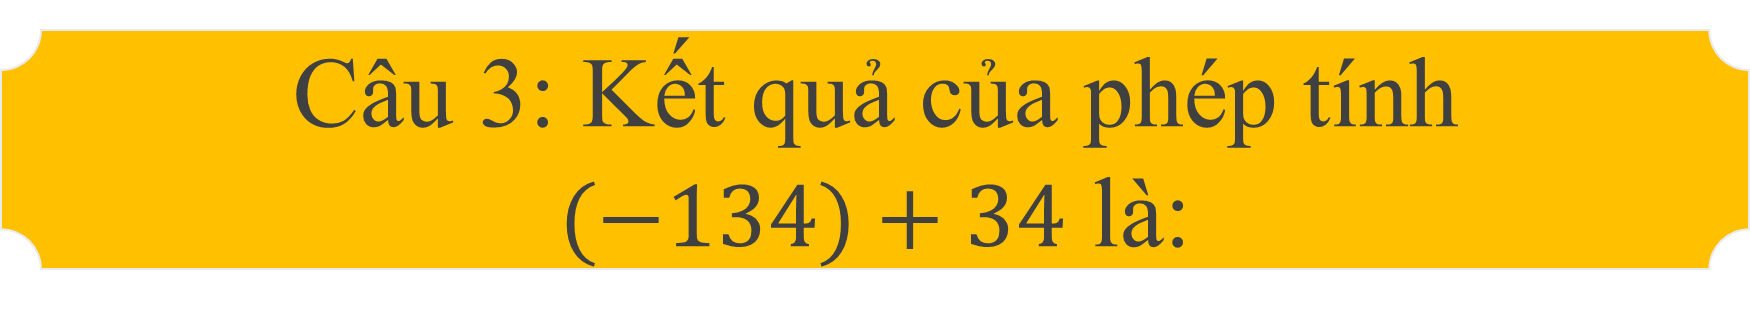 Câu 3: Kết quả của phép tính
(−134) + 34 là: